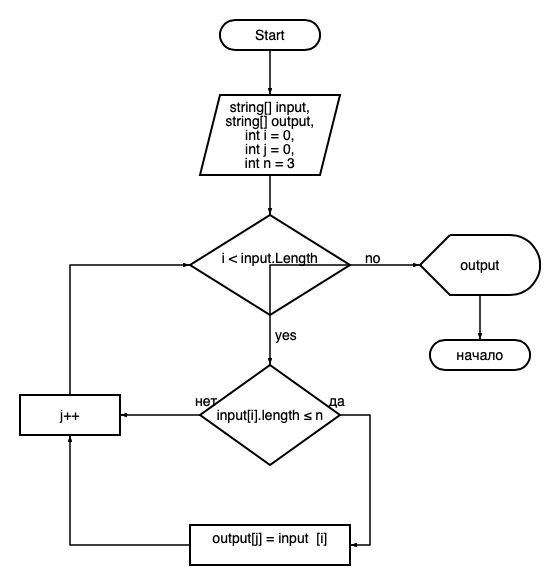 Start
string[] input,
string[] output,
int i = 0,
int j = 0,
int n = 3
i < input.Length
no
output
yes
начало
нет
да
j++
input[i].length ≤ n
output[j] = input  [i]